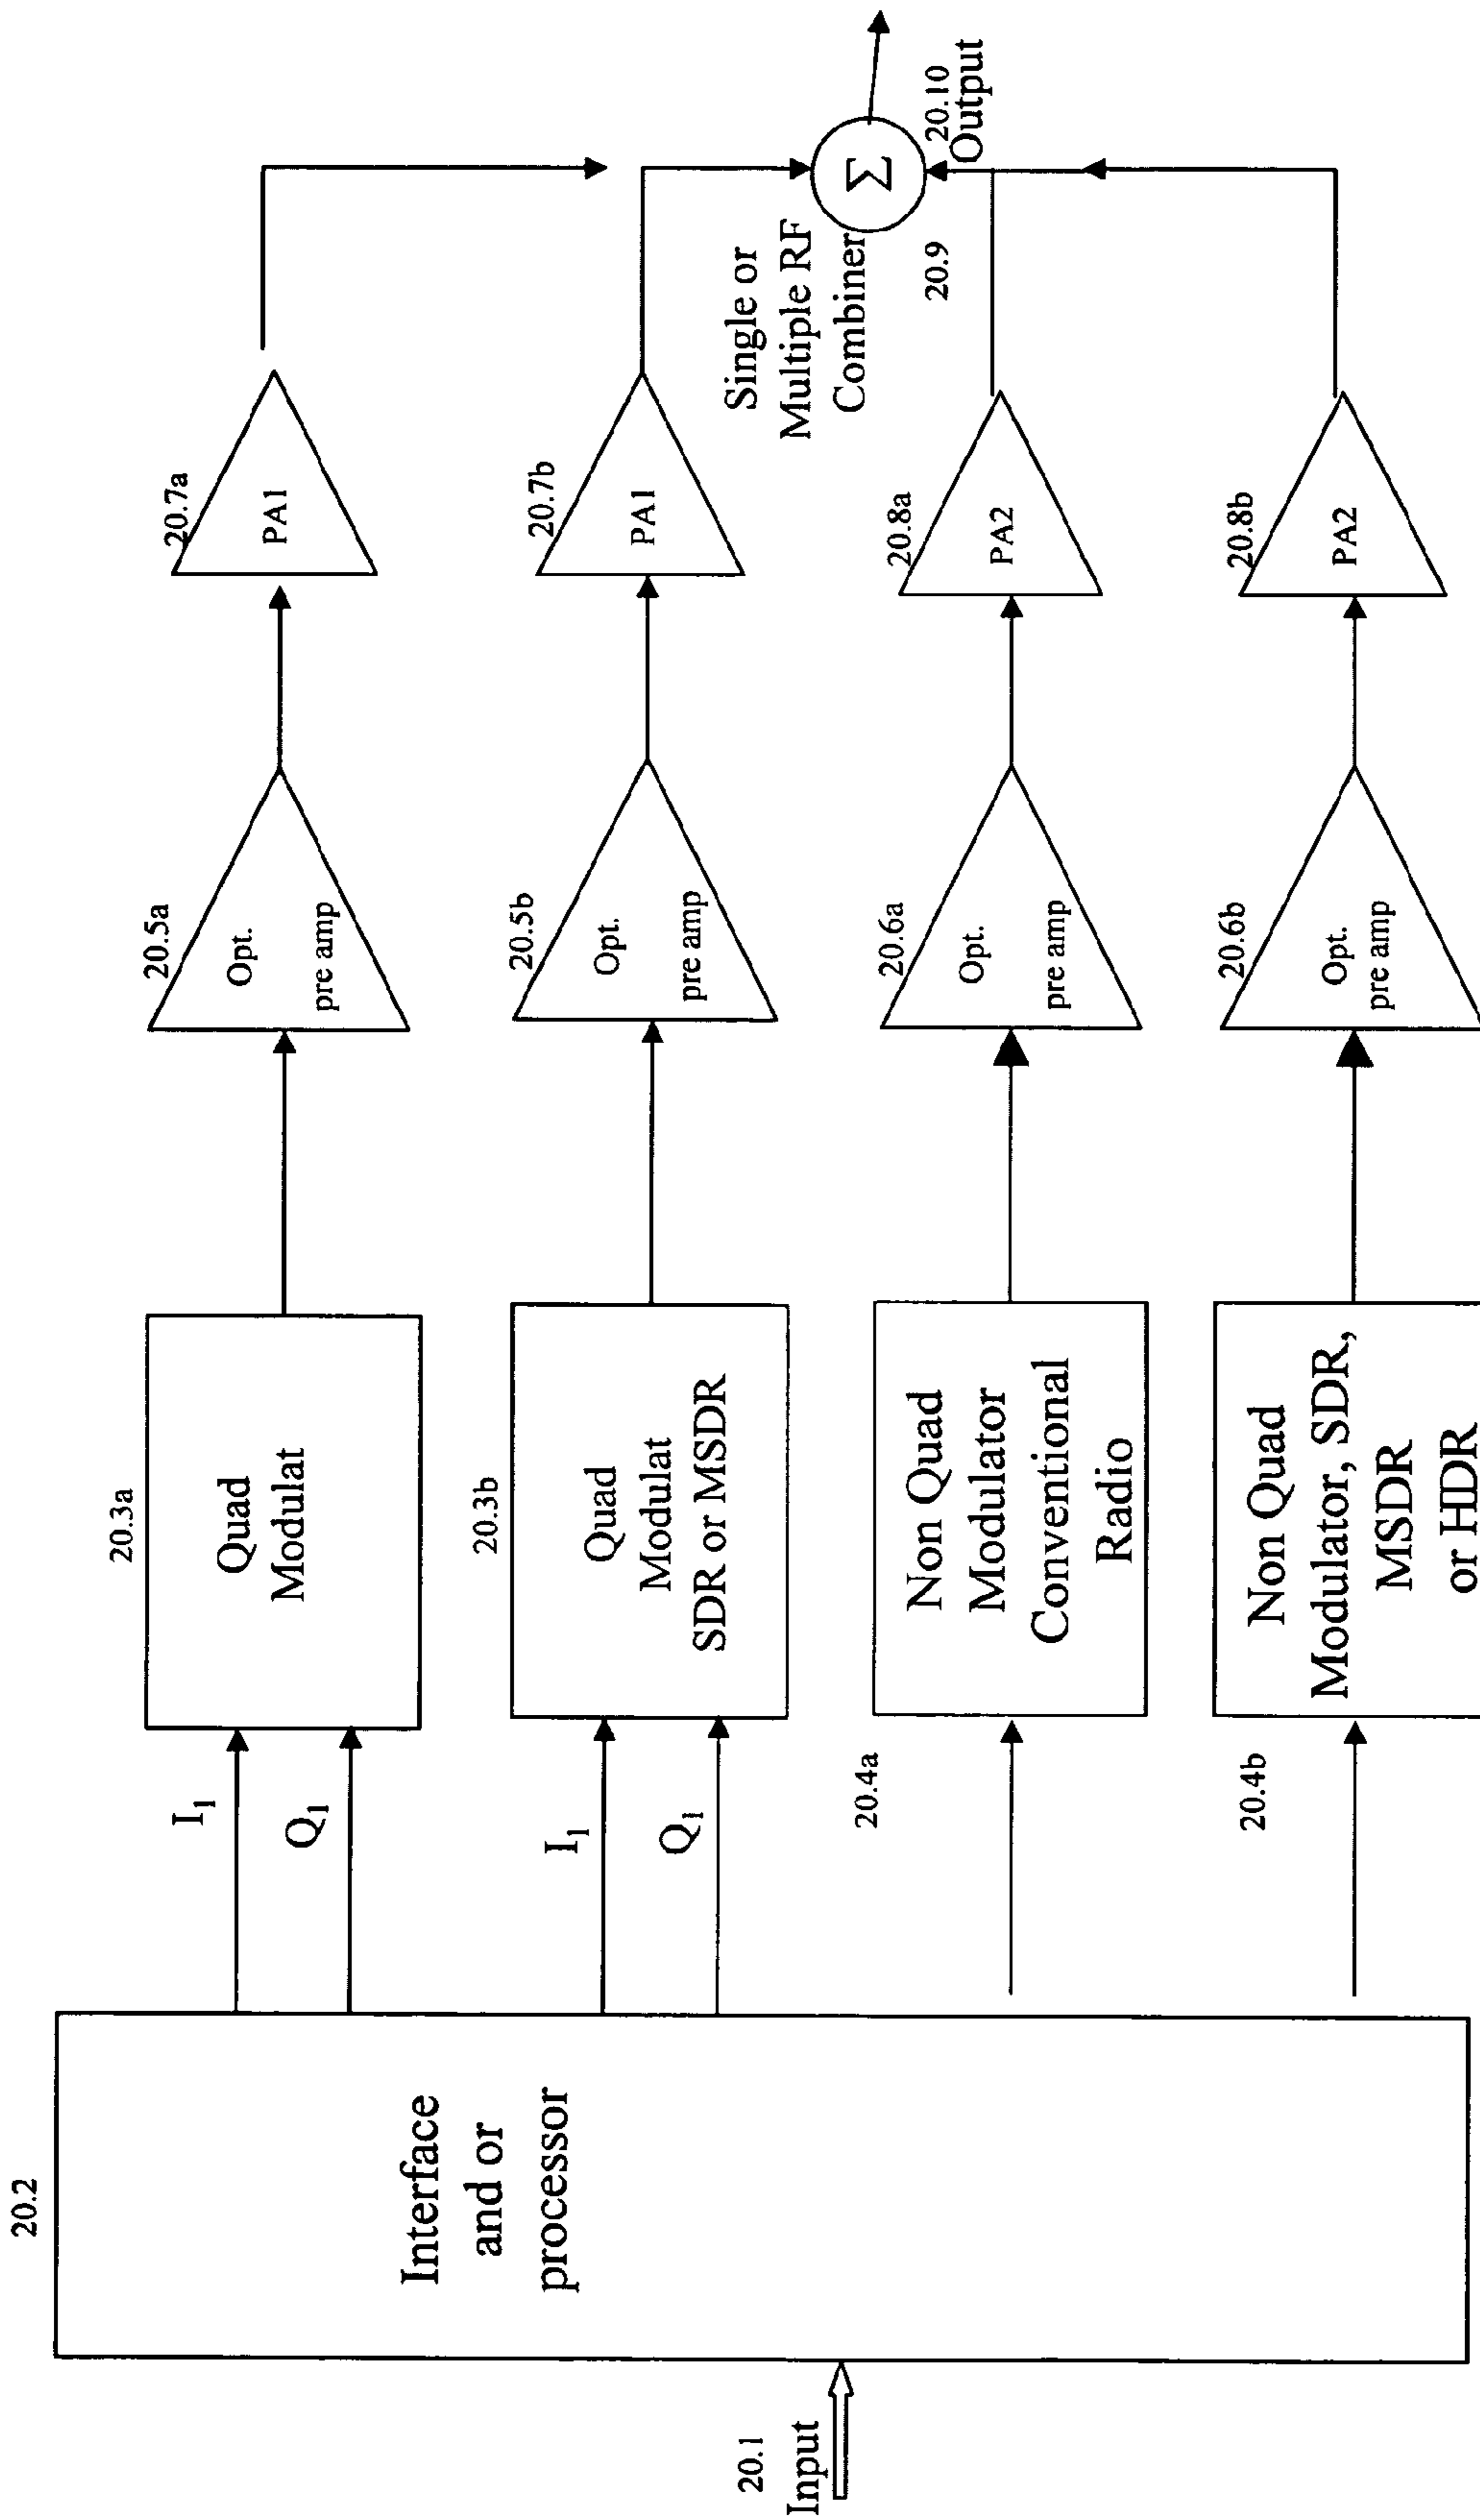 20.1
Input
20.2
Interface
and or
processor
I1
Q1
I1
Q1
20.4a
20.4b
20.3a
Quad
Modulat
20.3b
Quad
Modulat
SDR or MSDR
Non Quad
Modulator
Conventional
Radio
Non Quad
Modulator, SDR,
MSDR
or HDR
20.5a
Opt.
pre amp
20.5b
Opt.
pre amp
20.6a
Opt.
pre amp
20.6b
Opt.
pre amp
20.7a
PA1
20.7b
PA1
20.8a
PA2
20.8b
PA2
Single or
Multiple RF
Combiner
20.9
Σ
20.10
Output